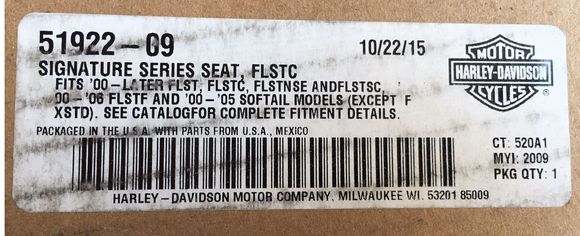 51922-09
10/22/15
SIGNATURE SERIES SEAT, FLSTC
FITS '00-LATER FLST, FLSTC, FLSTNSE ANDFLSTSC, '
00-'06 FLSTF AND '00-'05 SOFTAIL MODELS (EXCEPT F
XSTD). SEE CATALOGFOR COMPLETE FITMENT DETAILS.
PACKAGED IN THE U.S.A. WITH PARTS FROM U.S.A., MEXICO
MOTOR
HARLEY-DAVIDSON
CYCLES
CT: 520A1
MYI: 2009
PKG QTY: 1
HARLEY-DAVIDSON MOTOR COMPANY, MILWAUKEE WI. 53201 85009